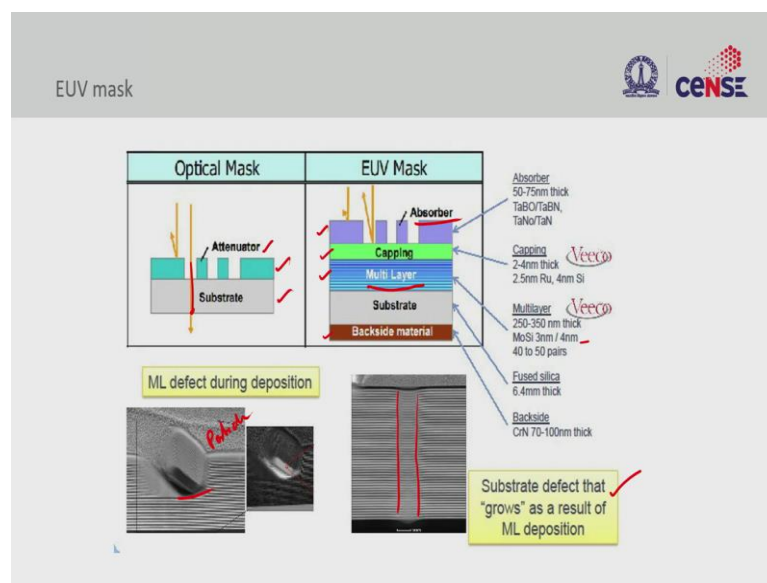 EUV mask
CeNSE
Optical Mask
EUV Mask
Attenuator
Substrate
Absorber
Capping
Multi Layer
Substrate
Backside material
Absorber
50-75nm thick
TaBO/TaBN,
TaNo/TaN
Capping
2-4nm thick
2.5nm Ru, 4nm Si
Veeco
Multilayer
250-350 nm thick
MoSi 3nm / 4nm
40 to 50 pairs
Veeco
Fused silica
6.4mm thick
Backside
CrN 70-100nm thick
ML defect during deposition
Particle
Substrate defect that
"grows" as a result of
ML deposition